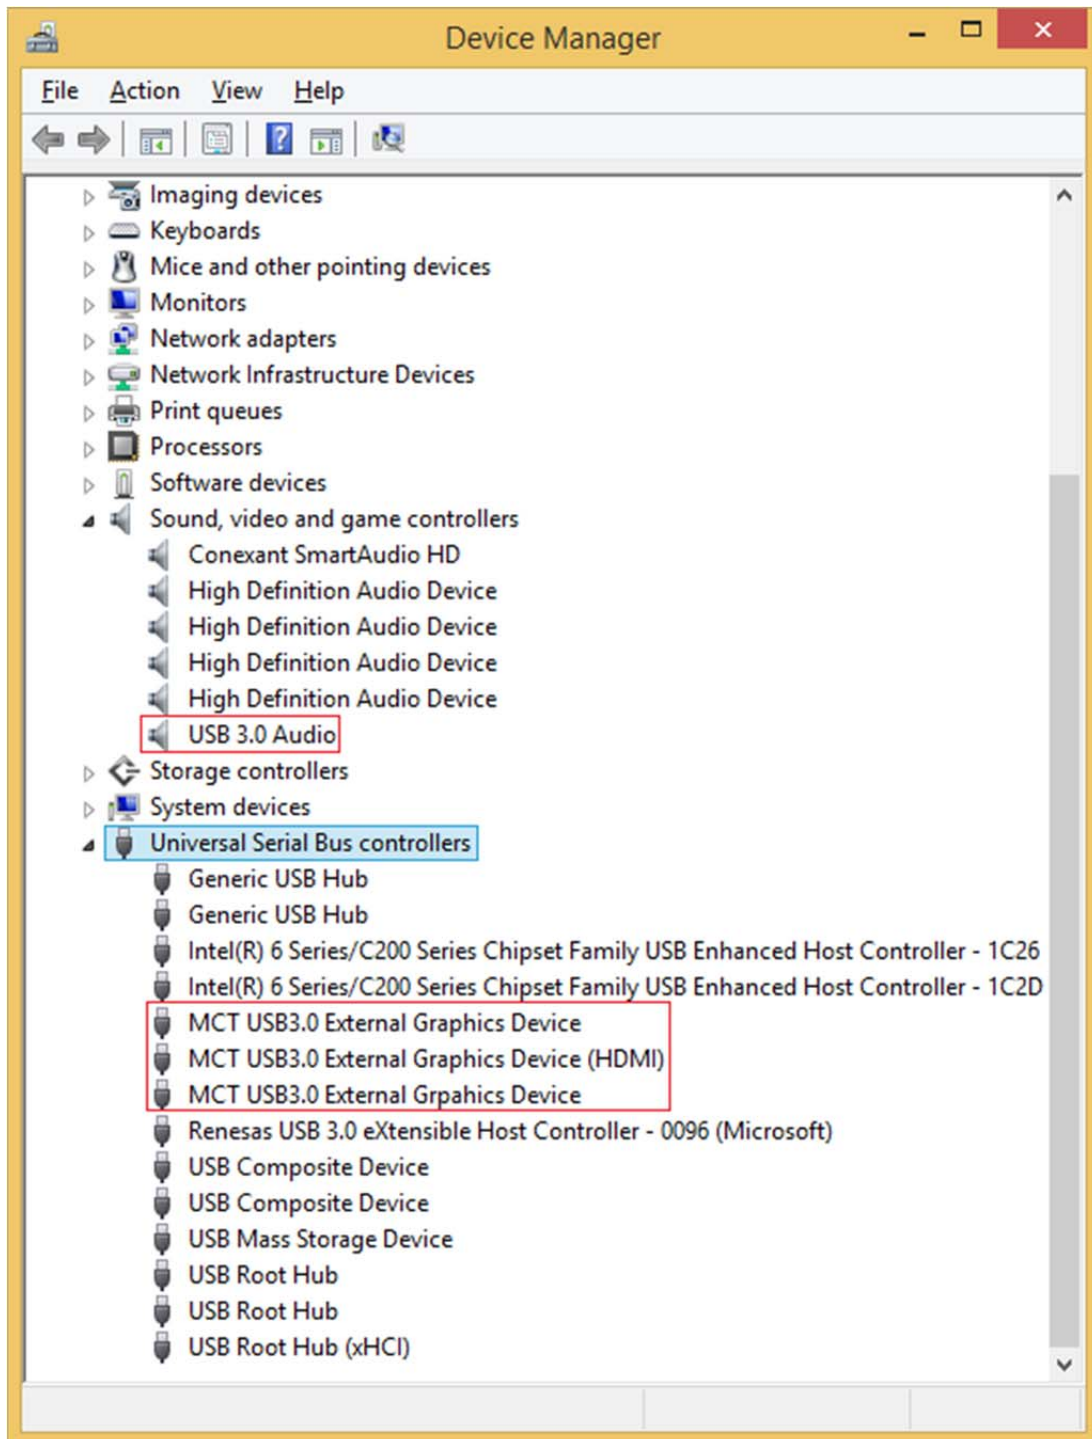 Device Manager
File Action View Help
Imaging devices
Keyboards
Mice and other pointing devices
Monitors
Network adapters
Network Infrastructure Devices
Print queues
Processors
Software devices
Sound, video and game controllers
Conexant SmartAudio HD
High Definition Audio Device
High Definition Audio Device
High Definition Audio Device
High Definition Audio Device
USB 3.0 Audio
Storage controllers
System devices
Universal Serial Bus controllers
Generic USB Hub
Generic USB Hub
Intel(R) 6 Series/C200 Series Chipset Family USB Enhanced Host Controller - 1C26
Intel(R) 6 Series/C200 Series Chipset Family USB Enhanced Host Controller - 1C2D
MCT USB3.0 External Graphics Device
MCT USB3.0 External Graphics Device (HDMI)
MCT USB3.0 External Grpahics Device
Renesas USB 3.0 eXtensible Host Controller - 0096 (Microsoft)
USB Composite Device
USB Composite Device
USB Mass Storage Device
USB Root Hub
USB Root Hub
USB Root Hub (xHCI)